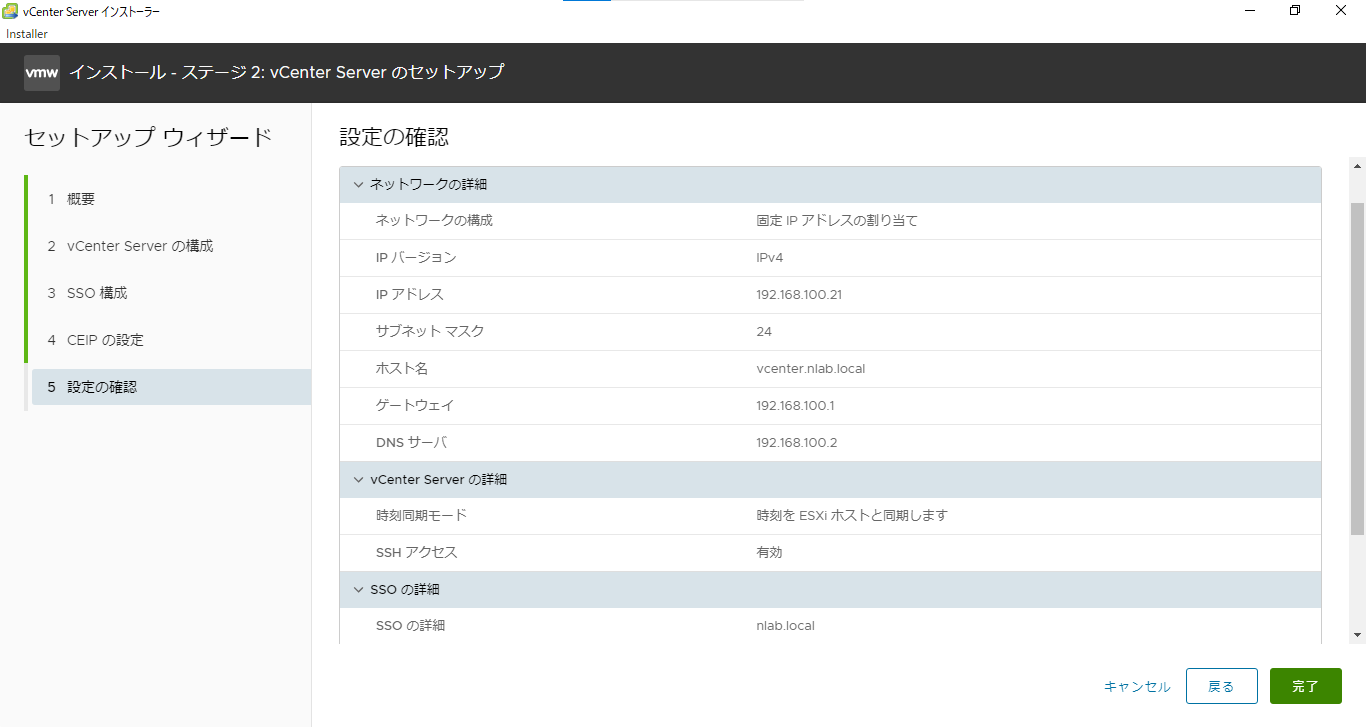 vCenter Server インストーラー
Installer
vmw インストール - ステージ 2: vCenter Server のセットアップ
セットアップ ウィザード
1 概要
2 vCenter Server の構成
3 SSO 構成
4 CEIP の設定
5 設定の確認
設定の確認
ネットワークの詳細
ネットワークの構成 固定 IP アドレスの割り当て
IP バージョン IPv4
IP アドレス 192.168.100.21
サブネット マスク 24
ホスト名 vcenter.nlab.local
ゲートウェイ 192.168.100.1
DNS サーバ 192.168.100.2
vCenter Server の詳細
時刻同期モード 時刻を ESXi ホストと同期します
SSH アクセス 有効
SSO の詳細
SSO の詳細 nlab.local
キャンセル 戻る 完了